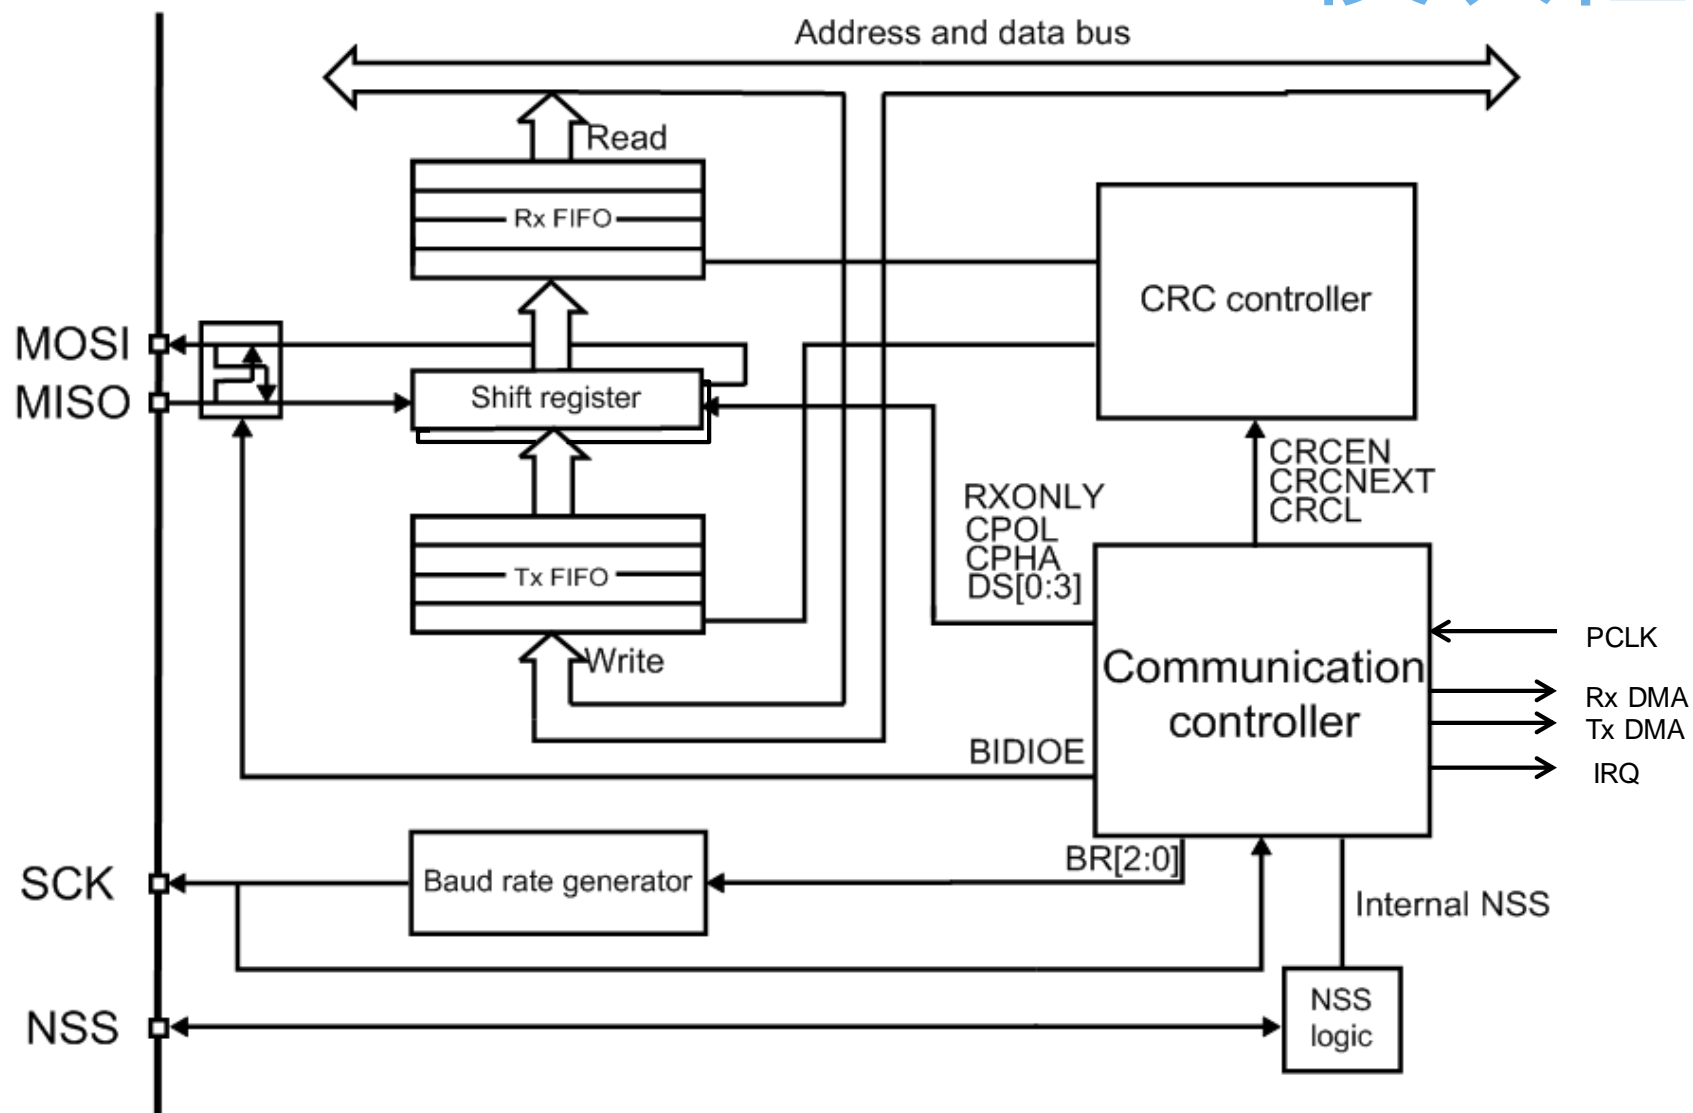 Address and data bus
Read
Rx FIFO
CRC controller
MOSI
MISO
Shift register
CRCEN
CRCNEXT
CRCL
RXONLY
CPOL
CPHA
DS[0:3]
Tx FIFO
Write
Communication
controller
PCLK
Rx DMA
Tx DMA
IRQ
BIDIOE
BR[2:0]
SCK
Baud rate generator
Internal NSS
NSS
NSS
logic